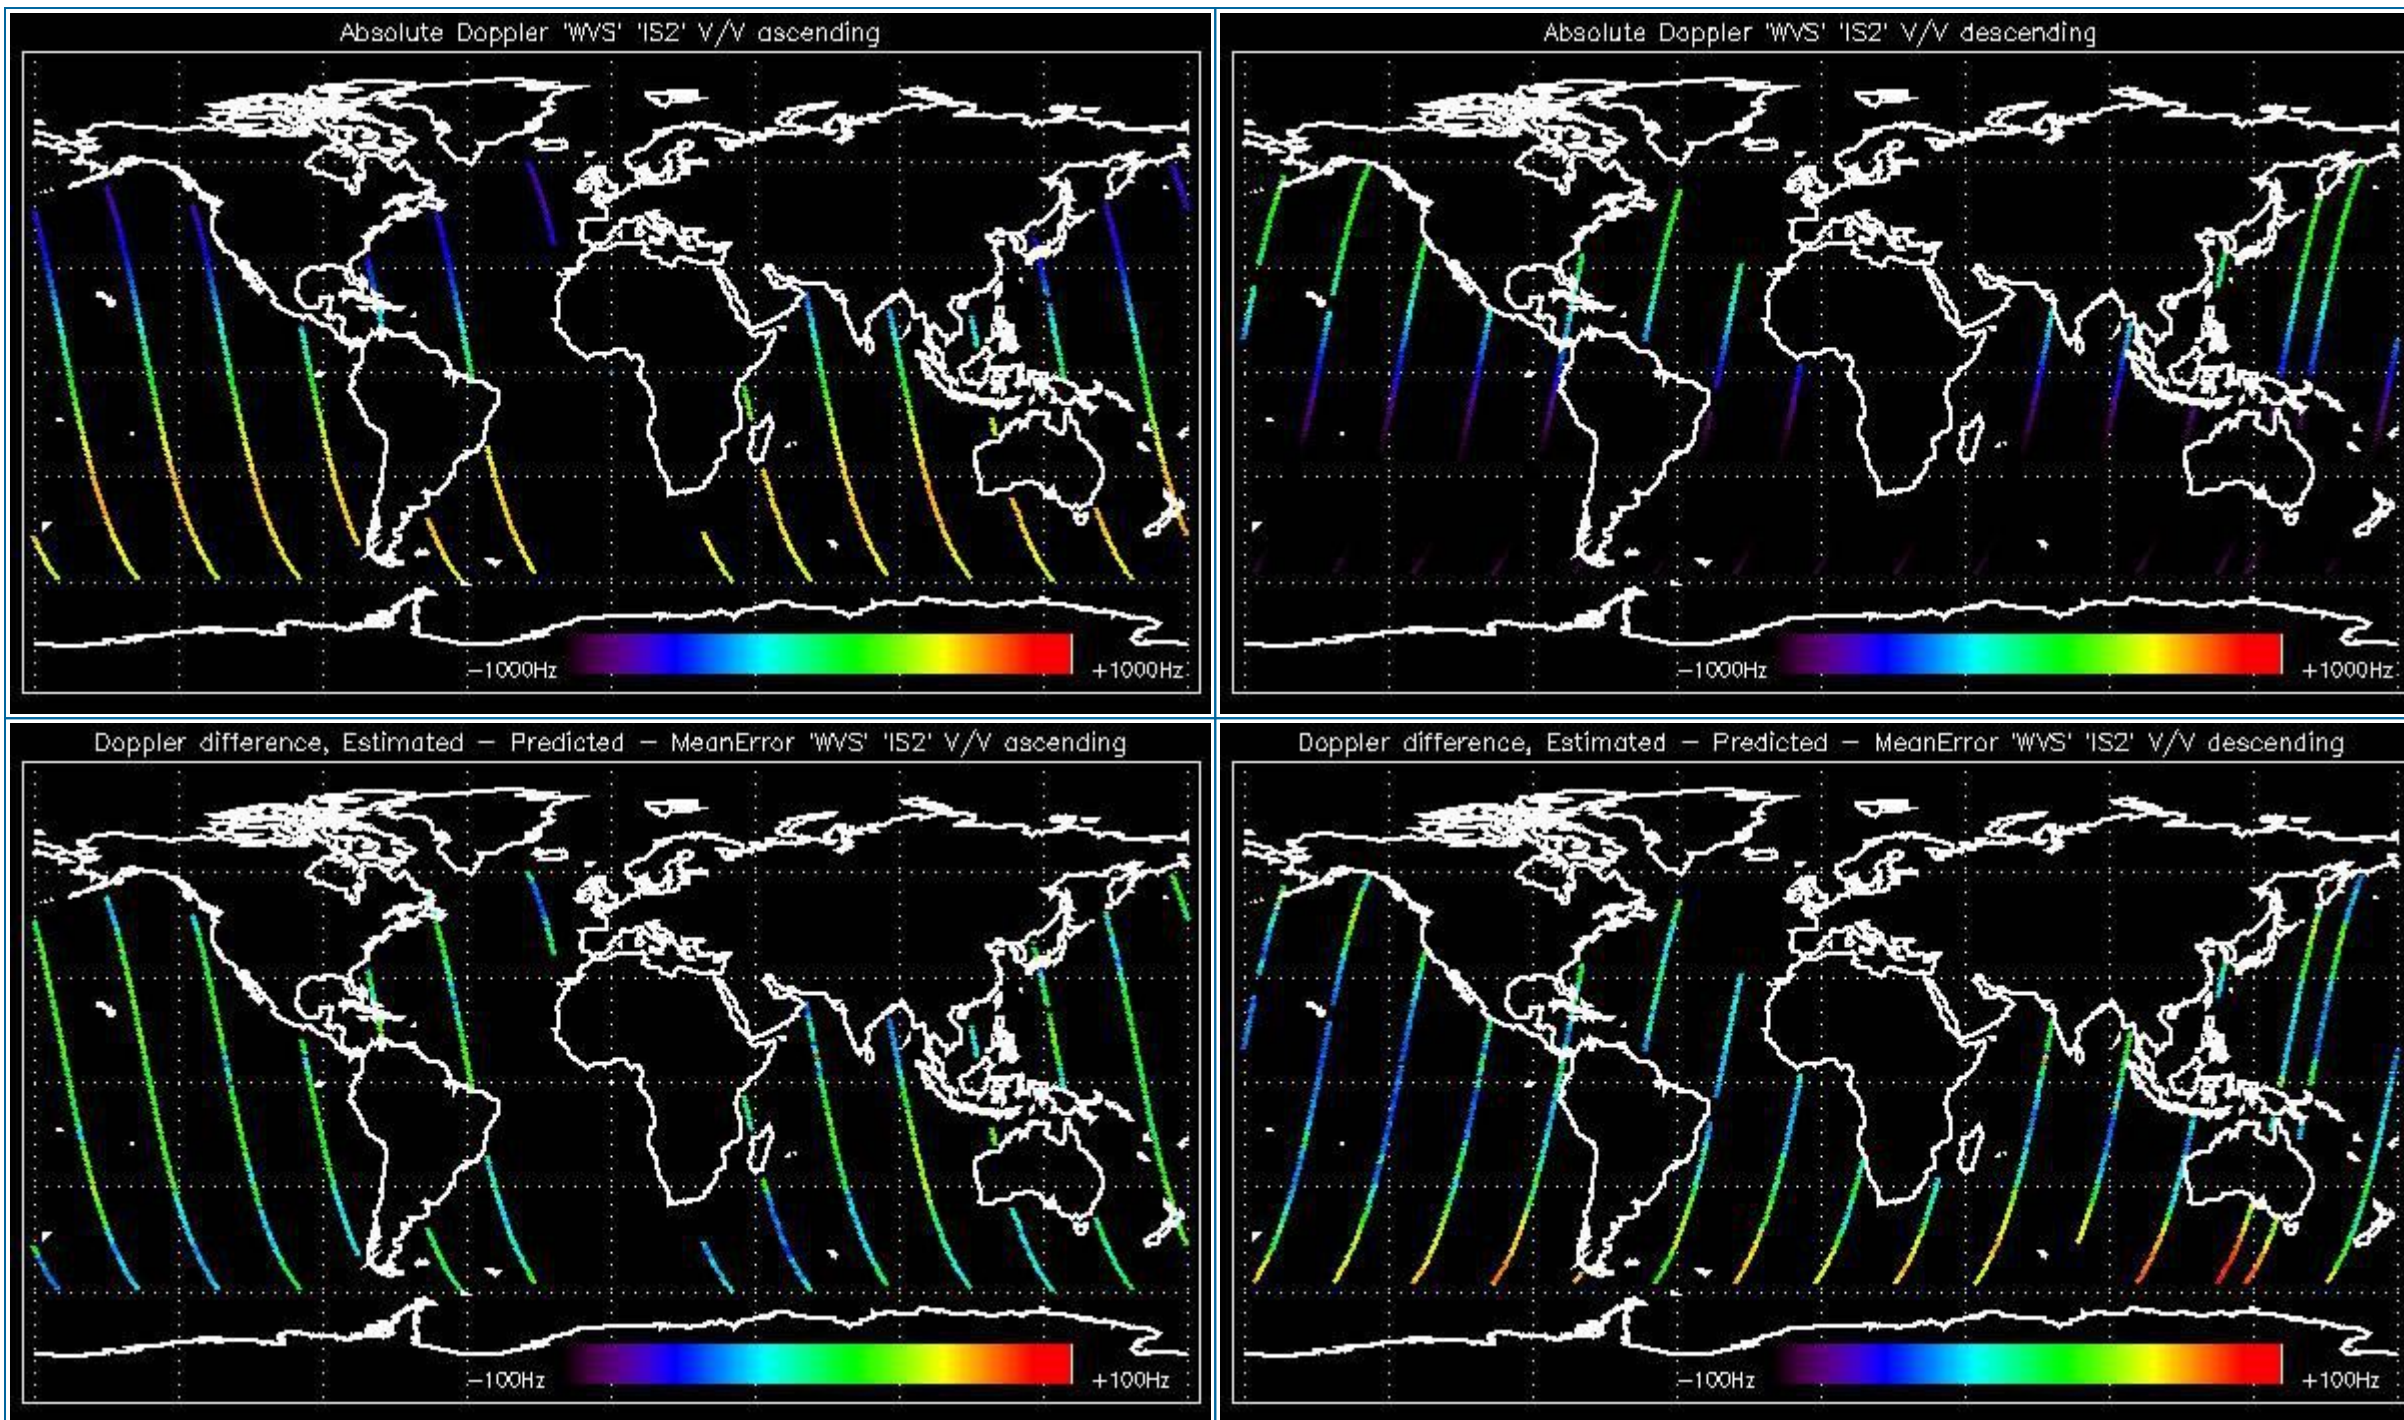 Absolute Doppler 'WVS' 'IS2' V/V ascending
-1000Hz
+1000Hz
Absolute Doppler 'WVS' 'IS2' V/V descending
-1000Hz
+1000Hz
Doppler difference, Estimated - Predicted - MeanError 'WVS' 'IS2' V/V ascending
-100Hz
+100Hz
Doppler difference, Estimated - Predicted - MeanError 'WVS' 'IS2' V/V descending
-100Hz
+100Hz